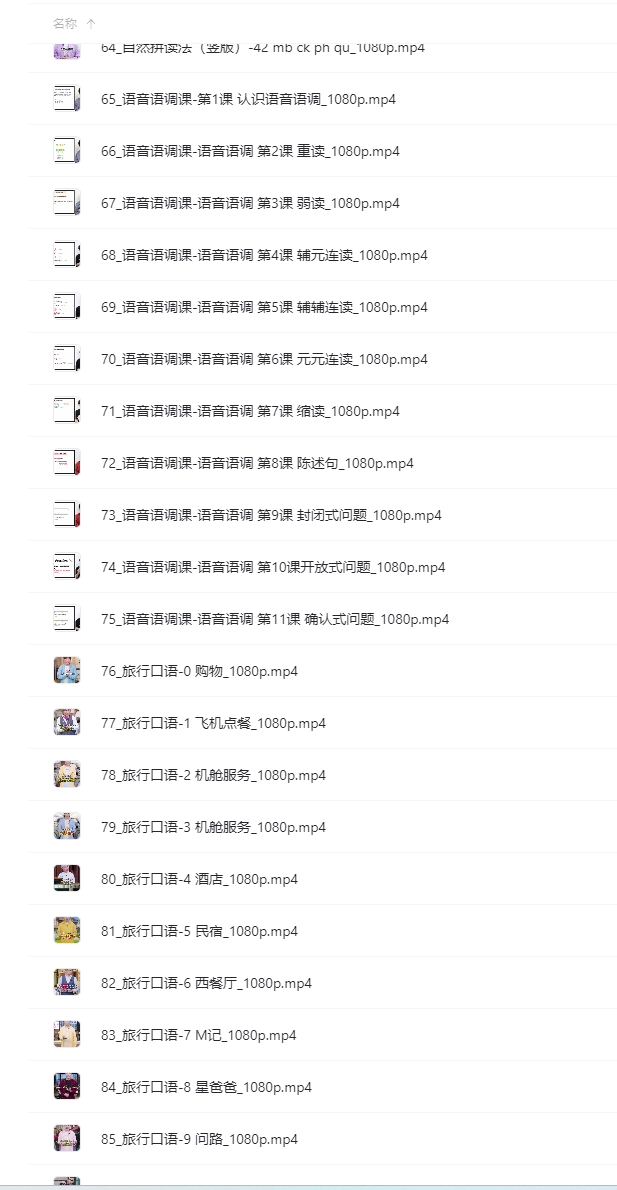 名称 ↑
64_自然拼读法（竖版）-42 mb ck ph qu_1080p.mp4
65_语音语调课-第1课 认识语音语调_1080p.mp4
66_语音语调课-语音语调 第2课 重读_1080p.mp4
67_语音语调课-语音语调 第3课 弱读_1080p.mp4
68_语音语调课-语音语调 第4课 辅元连读_1080p.mp4
69_语音语调课-语音语调 第5课 辅辅连读_1080p.mp4
70_语音语调课-语音语调 第6课 元元连读_1080p.mp4
71_语音语调课-语音语调 第7课 缩读_1080p.mp4
72_语音语调课-语音语调 第8课 陈述句_1080p.mp4
73_语音语调课-语音语调 第9课 封闭式问题_1080p.mp4
74_语音语调课-语音语调 第10课开放式问题_1080p.mp4
75_语音语调课-语音语调 第11课 确认式问题_1080p.mp4
76_旅行口语-0 购物_1080p.mp4
77_旅行口语-1 飞机点餐_1080p.mp4
78_旅行口语-2 机舱服务_1080p.mp4
79_旅行口语-3 机舱服务_1080p.mp4
80_旅行口语-4 酒店_1080p.mp4
81_旅行口语-5 民宿_1080p.mp4
82_旅行口语-6 西餐厅_1080p.mp4
83_旅行口语-7 M记_1080p.mp4
84_旅行口语-8 星爸爸_1080p.mp4
85_旅行口语-9 问路_1080p.mp4